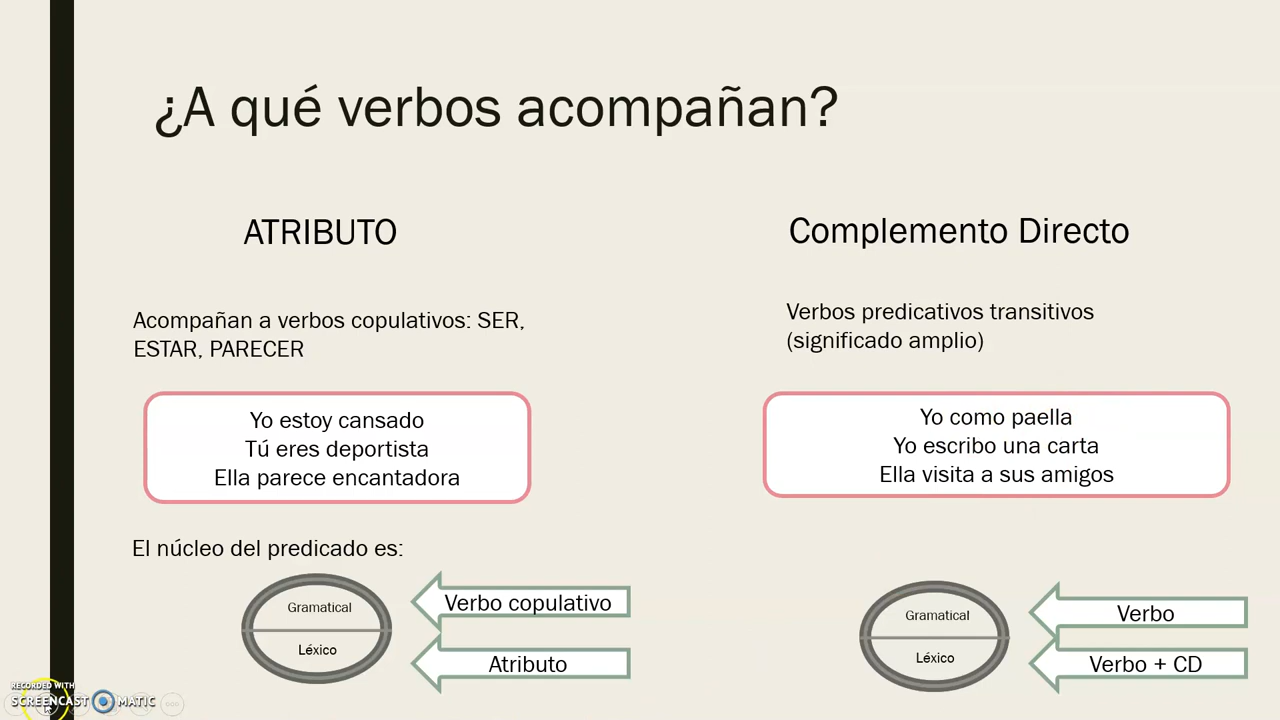 ¿A qué verbos acompañan?
ATRIBUTO
Acompañan a verbos copulativos: SER,
ESTAR, PARECER
Yo estoy cansado
Tú eres deportista
Ella parece encantadora
El núcleo del predicado es:
Gramatical
Léxico
Verbo copulativo
Atributo
Complemento Directo
Verbos predicativos transitivos
(significado amplio)
Yo como paella
Yo escribo una carta
Ella visita a sus amigos
Gramatical
Léxico
Verbo
Verbo + CD
RECORDED WITH
SCREENCAST MATIC